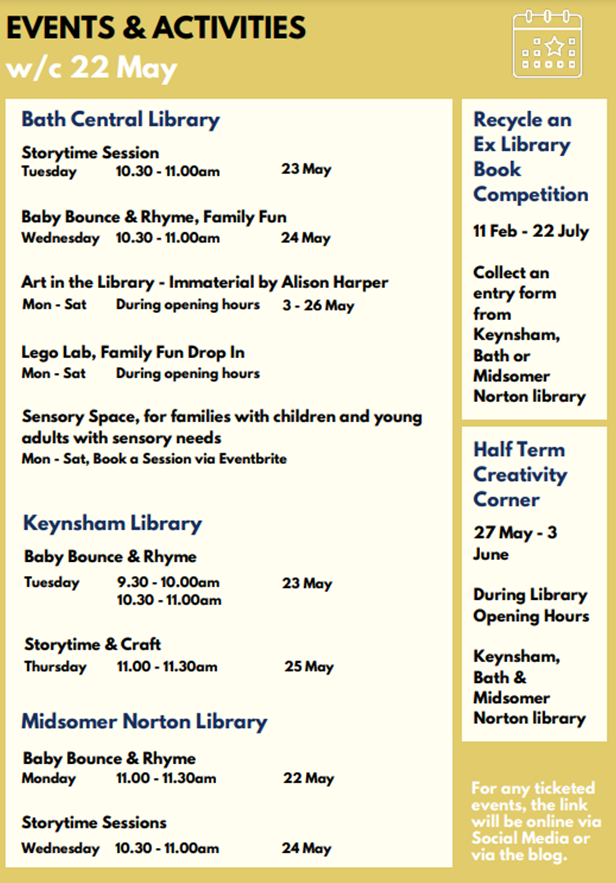 EVENTS & ACTIVITIES
w/c 22 May
Bath Central Library
Storytime Session
Tuesday 10.30 - 11.00am 23 May
Baby Bounce & Rhyme, Family Fun
Wednesday 10.30 - 11.00am 24 May
Art in the Library - Immaterial by Alison Harper
Mon - Sat During opening hours 3 - 26 May
Lego Lab, Family Fun Drop In
Mon - Sat During opening hours
Sensory Space, for families with children and young
adults with sensory needs
Mon - Sat, Book a Session via Eventbrite
Keynsham Library
Baby Bounce & Rhyme
Tuesday 9.30 - 10.00am 23 May
10.30 - 11.00am
Storytime & Craft
Thursday 11.00 - 11.30am 25 May
Midsomer Norton Library
Baby Bounce & Rhyme
Monday 11.00 - 11.30am 22 May
Storytime Sessions
Wednesday 10.30 - 11.00am 24 May
Recycle an
Ex Library
Book
Competition
11 Feb - 22 July
Collect an
entry form
from
Keynsham,
Bath or
Midsomer
Norton library
Half Term
Creativity
Corner
27 May - 3
June
During Library
Opening Hours
Keynsham,
Bath &
Midsomer
Norton library
For any ticketed
events, the link
will be online via
Social Media or
via the blog.